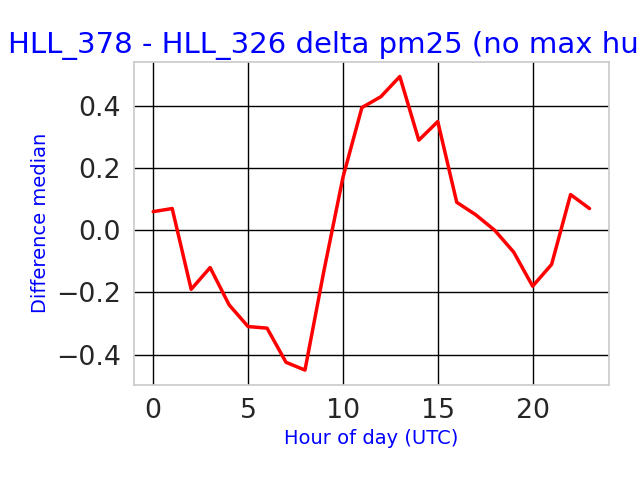 HLL_378 - HLL_326 delta pm25 (no max hu
Difference median
0.4
0.2
0.0
−0.2
−0.4
0 5 10 15 20
Hour of day (UTC)